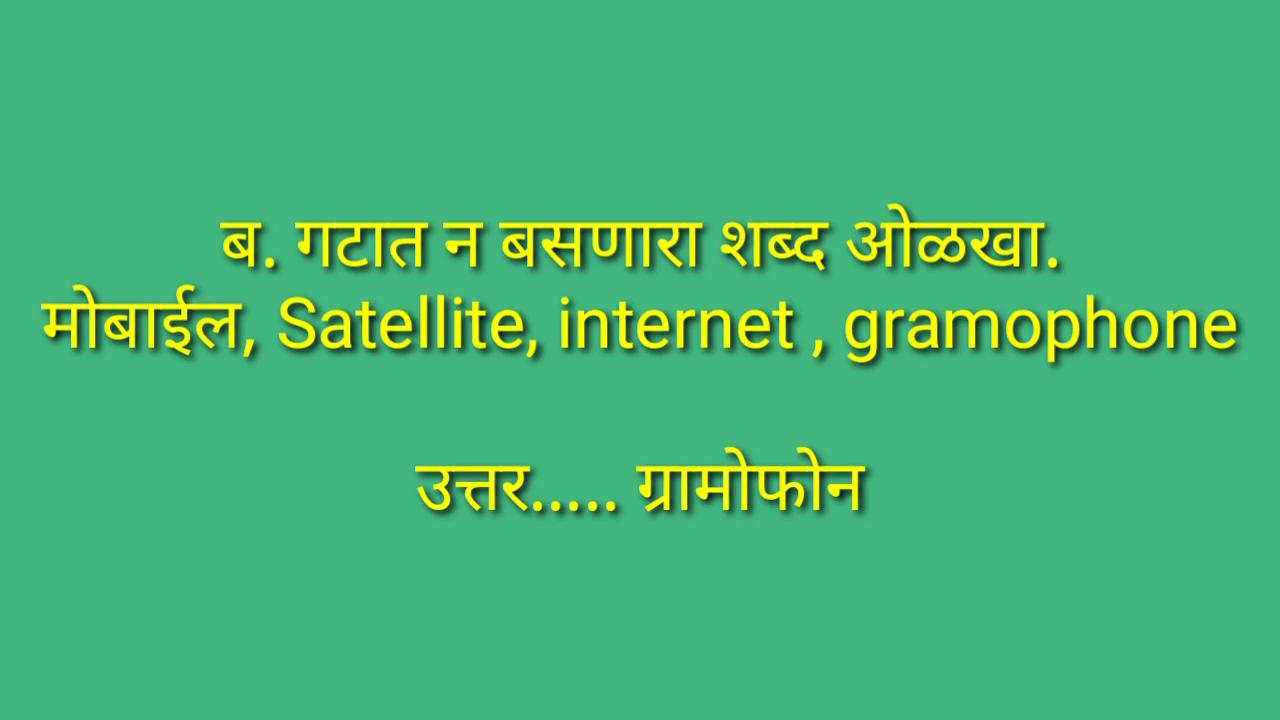 ब. गटात न बसणारा शब्द ओळखा.
मोबाईल, Satellite, internet , gramophone
उत्तर..... ग्रामोफोन